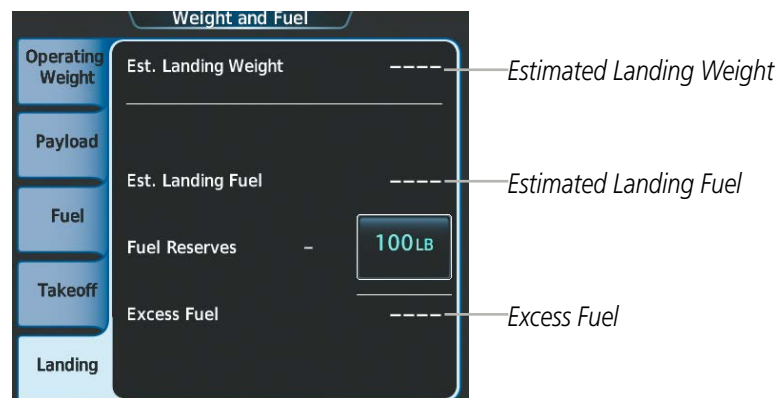 Weight and Fuel
Operating
Weight
Est. Landing Weight
----
Estimated Landing Weight
Payload
Est. Landing Fuel
----
Estimated Landing Fuel
Fuel
Fuel Reserves
–
100LB
Takeoff
Excess Fuel
----
Excess Fuel
Landing